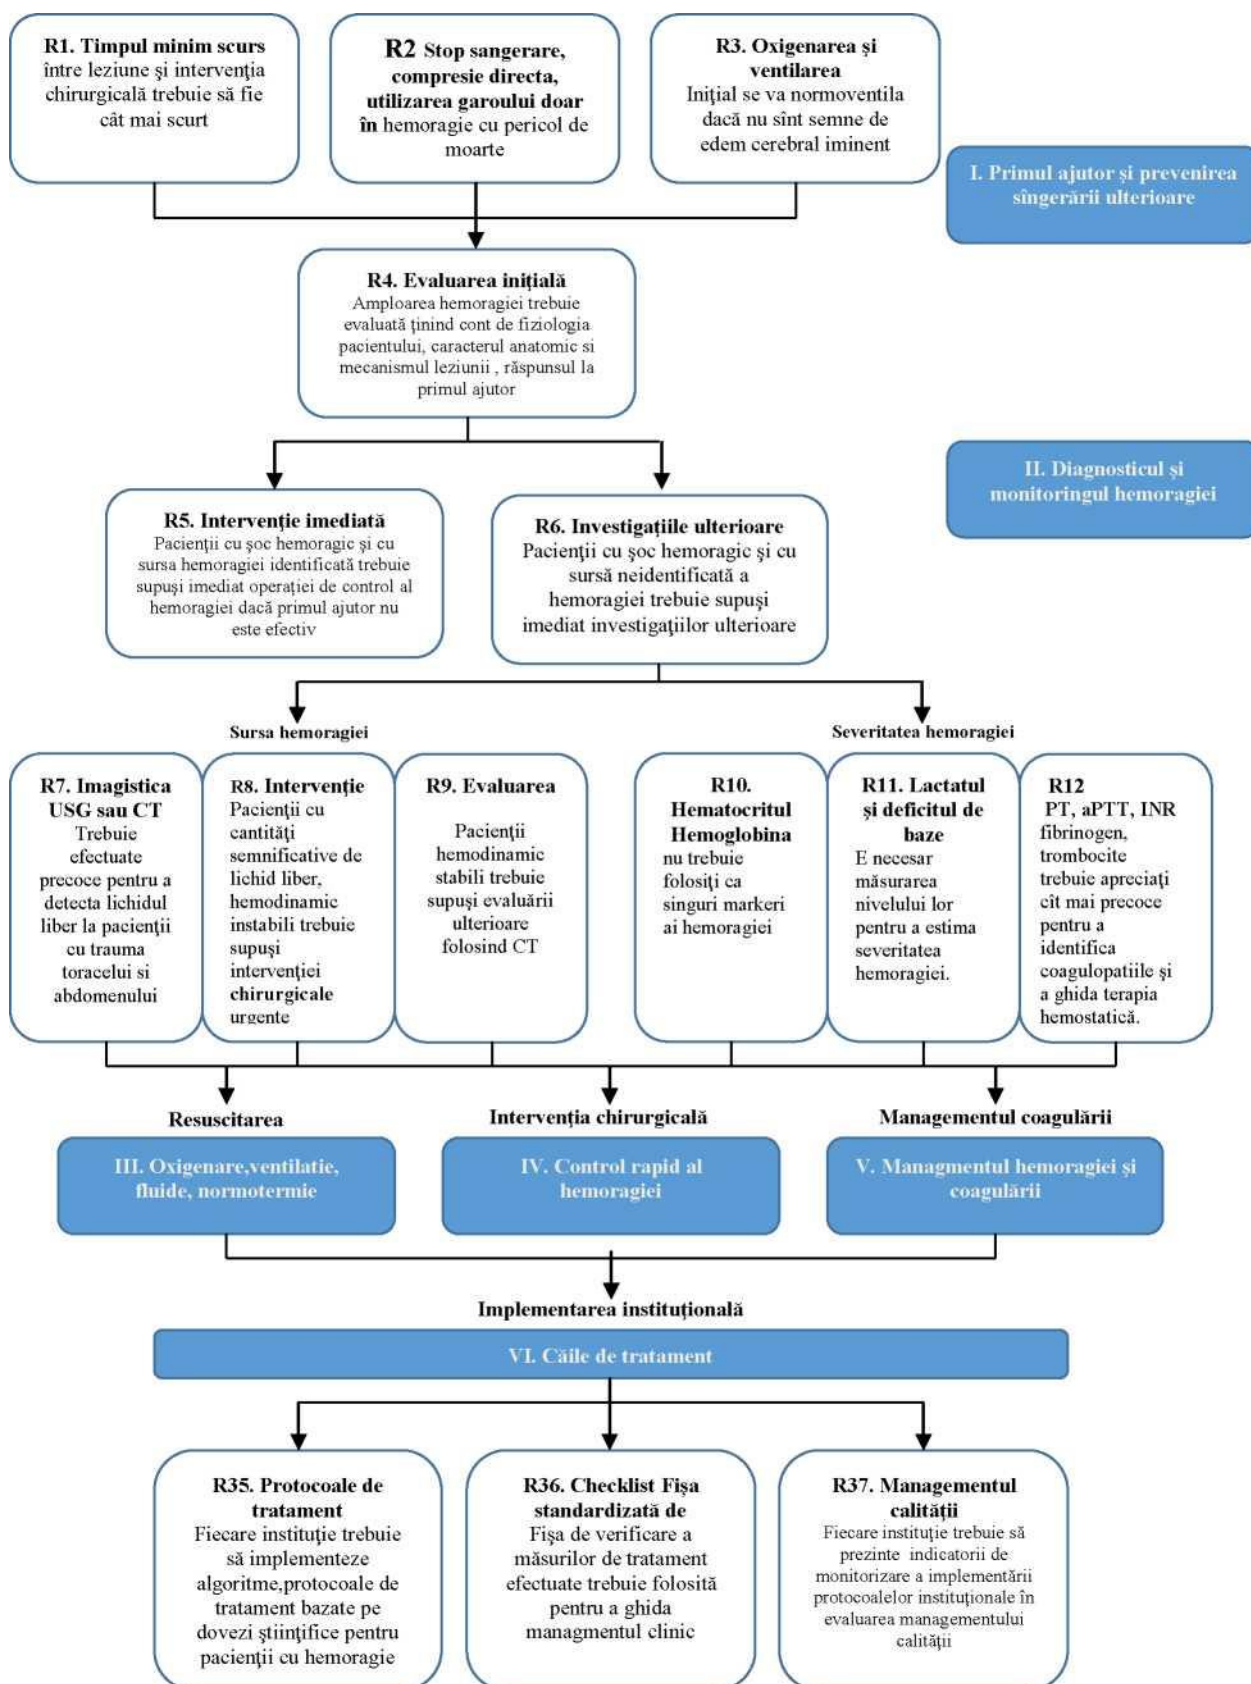 R1. Timpul minim scurs
între leziune şi intervenţia
chirurgicală trebuie să fie
cât mai scurt
R2 Stop sangerare,
compresie directa,
utilizarea garoului doar
în hemoragie cu pericol de
moarte
R3. Oxigenarea și
ventilarea
Iniţial se va normoventila
dacă nu sînt semne de
edem cerebral iminent
I. Primul ajutor și prevenirea
sîngerării ulterioare
R4. Evaluarea iniţială
Amploarea hemoragiei trebuie
evaluată ţinind cont de fiziologia
pacientului, caracterul anatomic si
mecanismul leziunii , răspunsul la
primul ajutor
II. Diagnosticul și
monitoringul hemoragiei
R5. Intervenţie imediată
Pacienţii cu şoc hemoragic şi cu
sursa hemoragiei identificată trebuie
supuşi imediat operaţiei de control al
hemoragiei dacă primul ajutor nu
este efectiv
R6. Investigațiile ulterioare
Pacienţii cu şoc hemoragic şi cu
sursă neidentificată a
hemoragiei trebuie supuşi
imediat investigaţiilor ulterioare
Sursa hemoragiei
Severitatea hemoragiei
R7. Imagistica
USG sau CT
Trebuie
efectuate
precoce pentru a
detecta lichidul
liber la pacienţii
cu trauma
toracelui si
abdomenului
R8. Intervenţie
Pacienţii cu
cantităţi
semnificative de
lichid liber,
hemodinamic
instabili trebuie
supuşi
intervenţiei
chirurgicale
urgente
R9. Evaluarea
Pacienţii
hemodinamic
stabili trebuie
supuşi evaluării
ulterioare
folosind CT
R10.
Hematocritul
Hemoglobina
nu trebuie
folosiţi ca
singuri markeri
ai hemoragiei
R11. Lactatul
şi deficitul de
baze
E necesar
măsurarea
nivelului lor
pentru a estima
severitatea
hemoragiei.
R12
PT, aPTT, INR
fibrinogen,
trombocite
trebuie apreciaţi
cît mai precoce
pentru a
identifica
coagulopatiile şi
a ghida terapia
hemostatică.
Resuscitarea
Intervenția chirurgicală
Managementul coagulării
III. Oxigenare,ventilatie,
fluide, normotermie
IV. Control rapid al
hemoragiei
V. Managmentul hemoragiei și
coagulării
Implementarea instituțională
VI. Căile de tratament
R35. Protocoale de
tratament
Fiecare instituţie trebuie
să implementeze
algoritme,protocoale de
tratament bazate pe
dovezi ştiinţifice pentru
pacienţii cu hemoragie
R36. Checklist Fişa
standardizată de
Fişa de verificare a
măsurilor de tratament
efectuate trebuie folosită
pentru a ghida
managmentul clinic
R37. Managementul
calităţii
Fiecare instituţie trebuie să
prezinte indicatorii de
monitorizare a implementării
protocoalelor instituţionale în
evaluarea managementului
calităţii